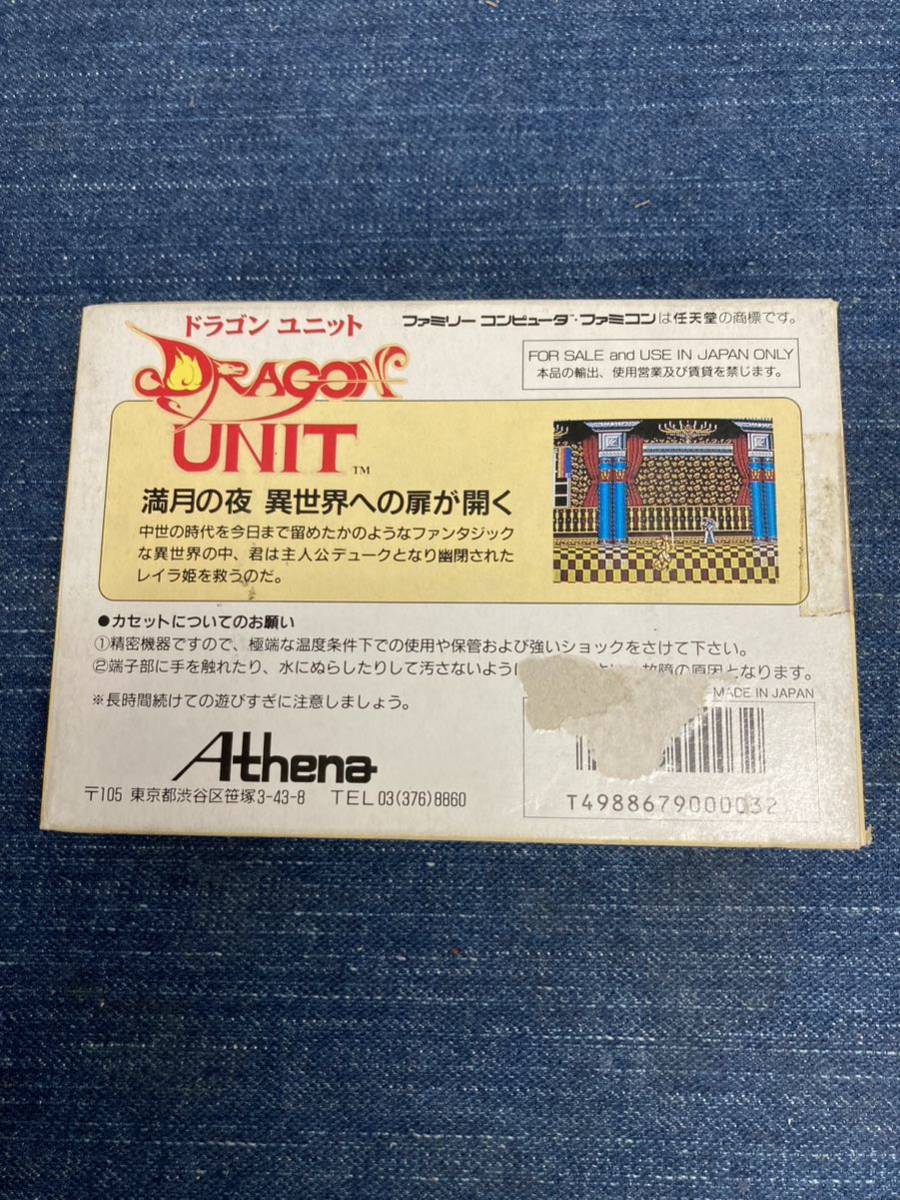 ドラゴン ユニット
DRAGON
UNIT™
ファミリー コンピュータ™・ファミコンは任天堂の商標です。
FOR SALE and USE IN JAPAN ONLY
本品の輸出、使用営業及び賃貸を禁じます。
満月の夜 異世界への扉が開く
中世の時代を今日まで留めたかのようなファンタジック
な異世界の中、君は主人公デュークとなり幽閉された
レイラ姫を救うのだ。
●カセットについてのお願い
①精密機器ですので、極端な温度条件下での使用や保管および強いショックをさけて下さい。
②端子部に手を触れたり、水にぬらしたりして汚さないように 故障の原因となります。
MADE IN JAPAN
※長時間続けての遊びすぎに注意しましょう。
Athena
〒105 東京都渋谷区笹塚3-43-8 TEL 03(376)8860
T4988679000032